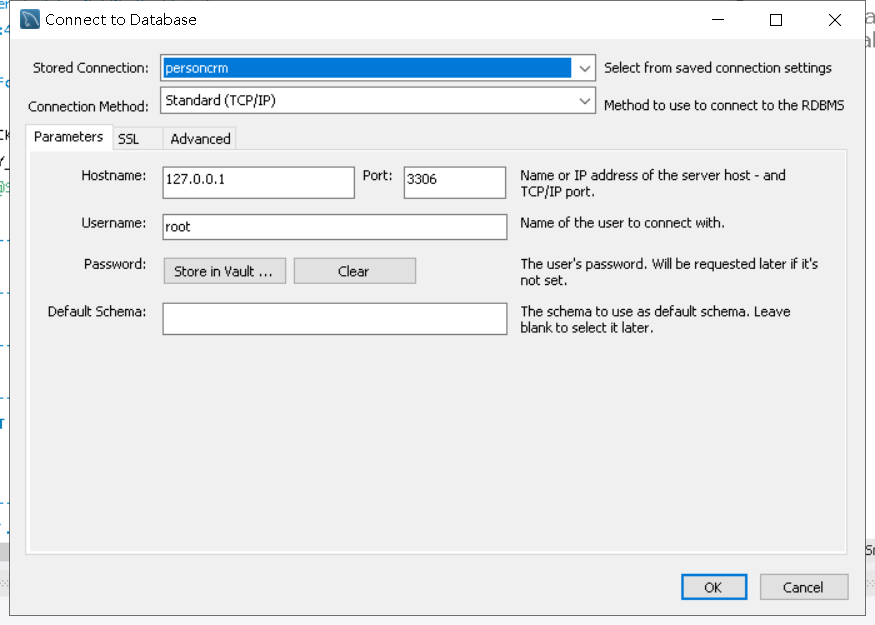 Connect to Database
Stored Connection: personcrm Select from saved connection settings
Connection Method: Standard (TCP/IP) Method to use to connect to the RDBMS
Parameters SSL Advanced
Hostname: 127.0.0.1 Port: 3306 Name or IP address of the server host - and
TCP/IP port.
Username: root Name of the user to connect with.
Password: Store in Vault ... Clear The user's password. Will be requested later if it's
not set.
Default Schema: The schema to use as default schema. Leave
blank to select it later.
OK Cancel